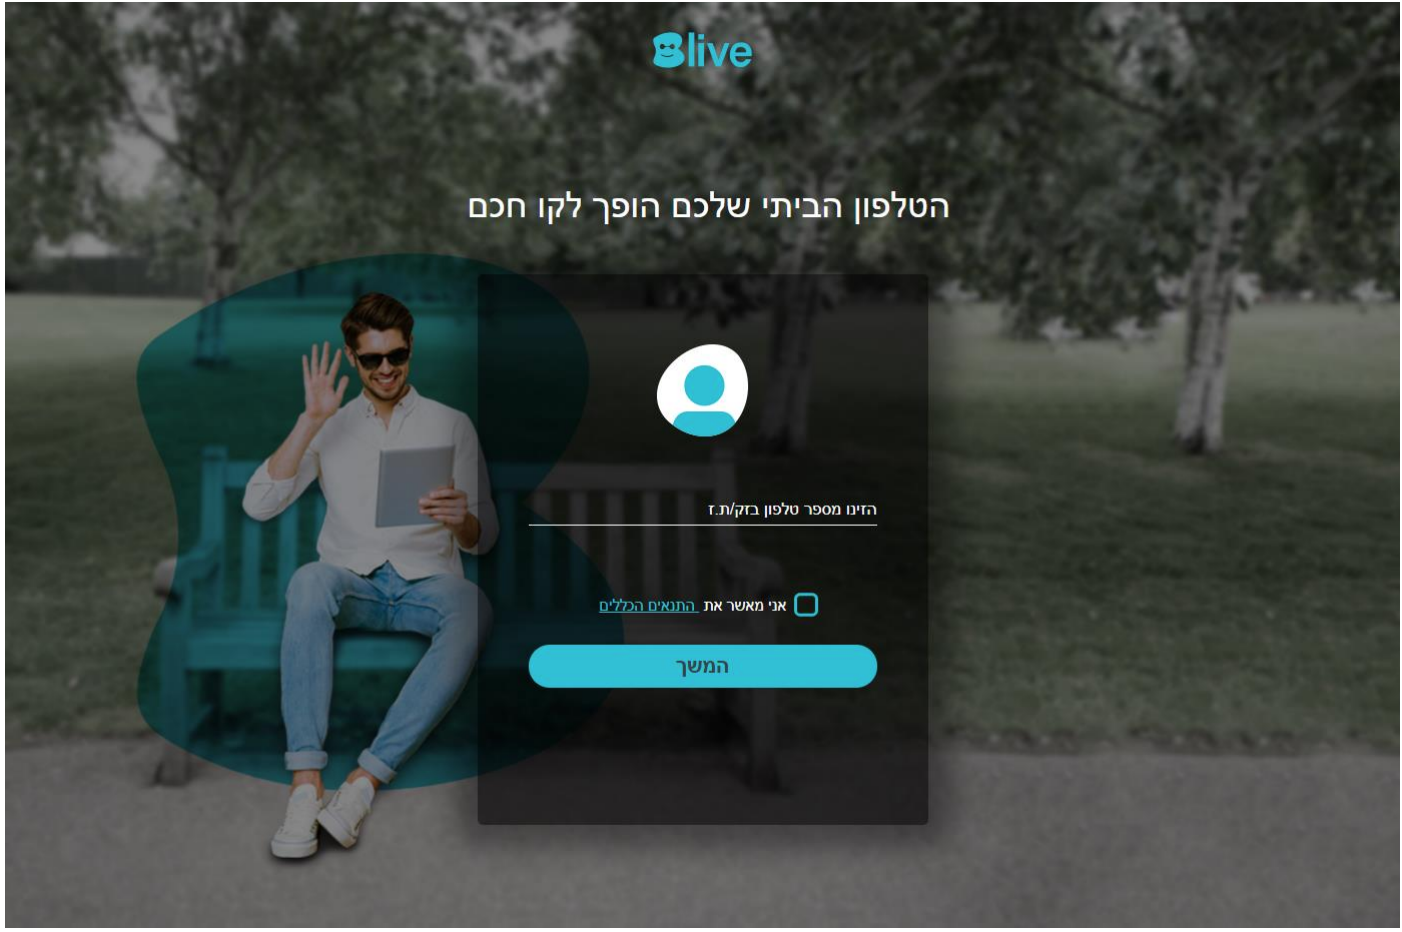 Blive
הטלפון הביתי שלכם הופך לקו חכם
הזינו מספר טלפון בזק/ת.ז
אני מאשר את התנאים הכללים
המשך